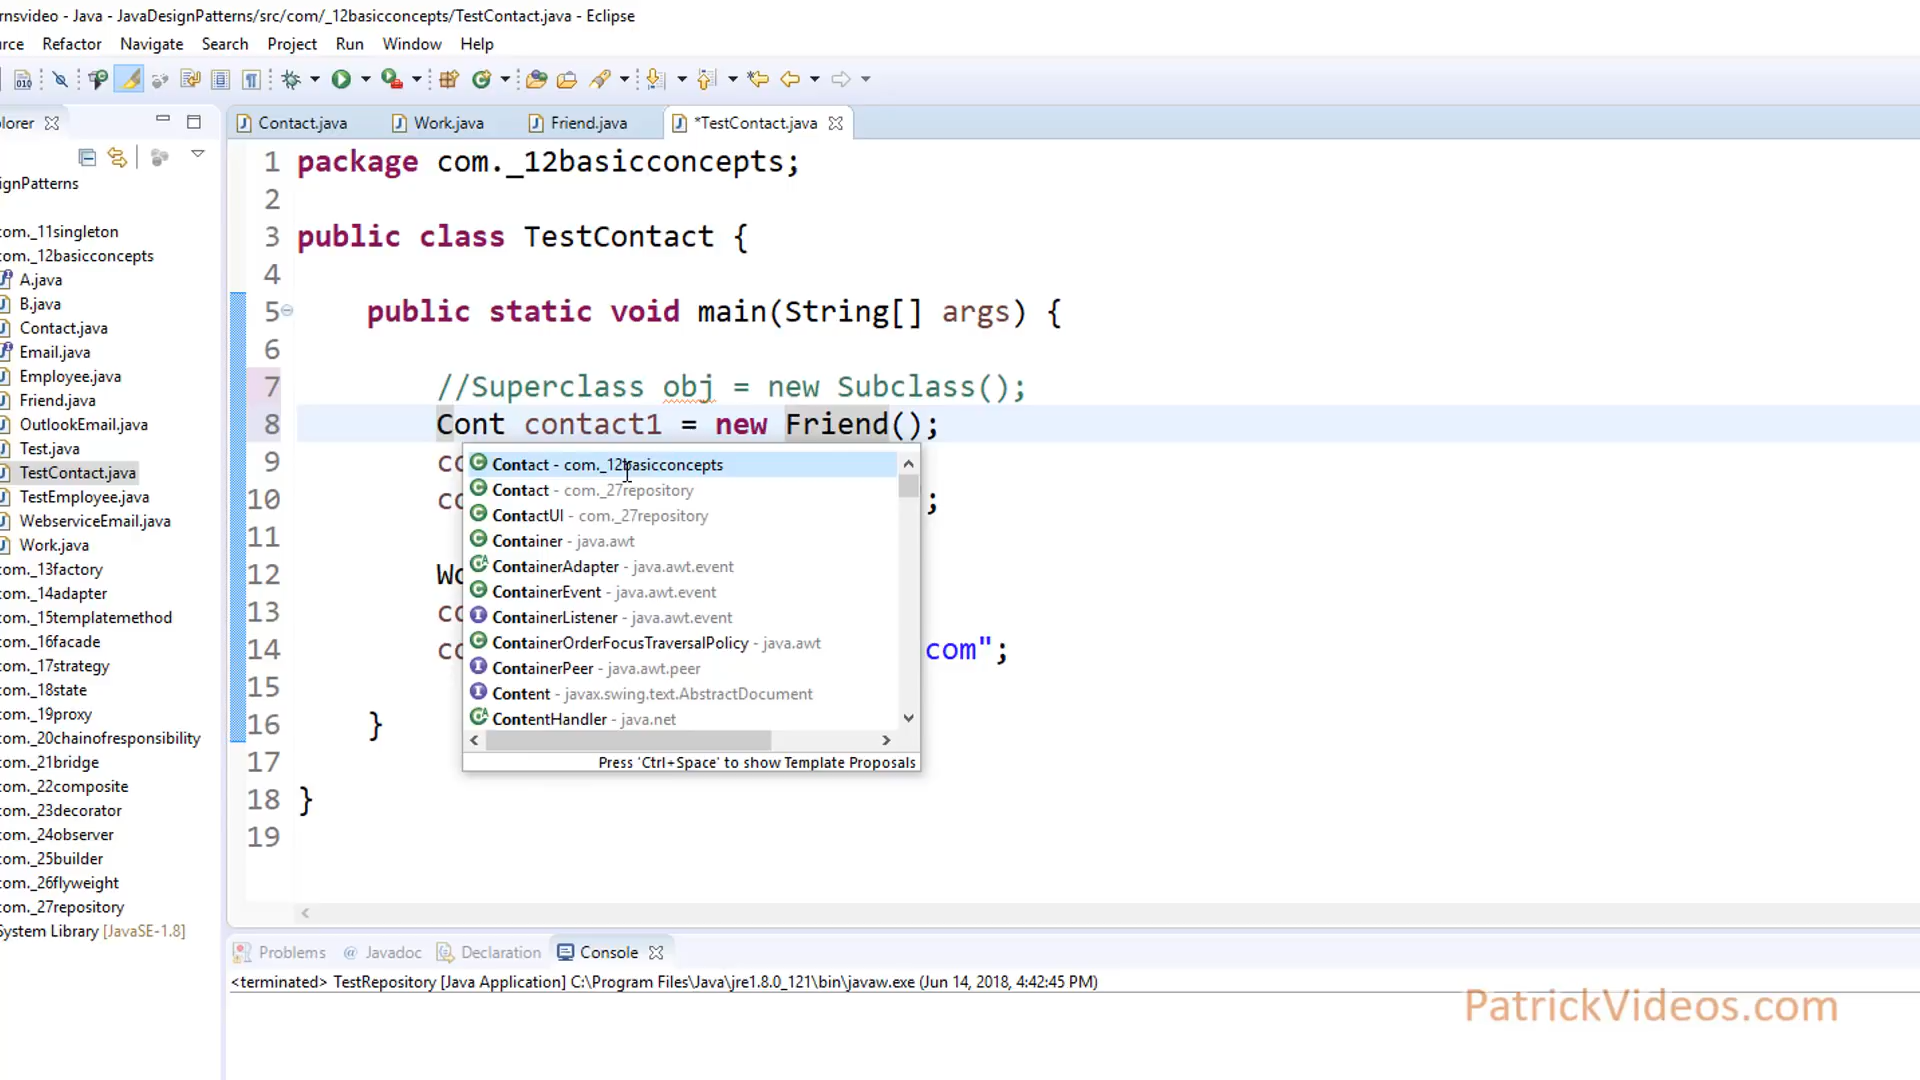 rnsvideo - Java - JavaDesignPatterns/src/com/_12basicconcepts/TestContact.java - Eclipse
rce Refactor Navigate Search Project Run Window Help
lorer
Contact.java Work.java Friend.java *TestContact.java
ignPatterns
com._11singleton
com._12basicconcepts
A.java
B.java
Contact.java
Email.java
Employee.java
Friend.java
OutlookEmail.java
Test.java
TestContact.java
TestEmployee.java
WebserviceEmail.java
Work.java
com._13factory
com._14adapter
com._15templatemethod
com._16facade
com._17strategy
com._18state
com._19proxy
com._20chainofresponsibility
com._21bridge
com._22composite
com._23decorator
com._24observer
com._25builder
com._26flyweight
com._27repository
System Library [JavaSE-1.8]
1 package com._12basicconcepts;
2
3 public class TestContact {
4
5 public static void main(String[] args) {
6
7 //Superclass obj = new Subclass();
8 Cont contact1 = new Friend();
9 co
10 co ;
11
12 Wo
13 co
14 co com";
15
16 }
17
18 }
19
Contact - com._12basicconcepts
Contact - com._27repository
ContactUI - com._27repository
Container - java.awt
ContainerAdapter - java.awt.event
ContainerEvent - java.awt.event
ContainerListener - java.awt.event
ContainerOrderFocusTraversalPolicy - java.awt
ContainerPeer - java.awt.peer
Content - javax.swing.text.AbstractDocument
ContentHandler - java.net
Press 'Ctrl+Space' to show Template Proposals
Problems @ Javadoc Declaration Console
<terminated> TestRepository [Java Application] C:\Program Files\Java\jre1.8.0_121\bin\javaw.exe (Jun 14, 2018, 4:42:45 PM)
PatrickVideos.com